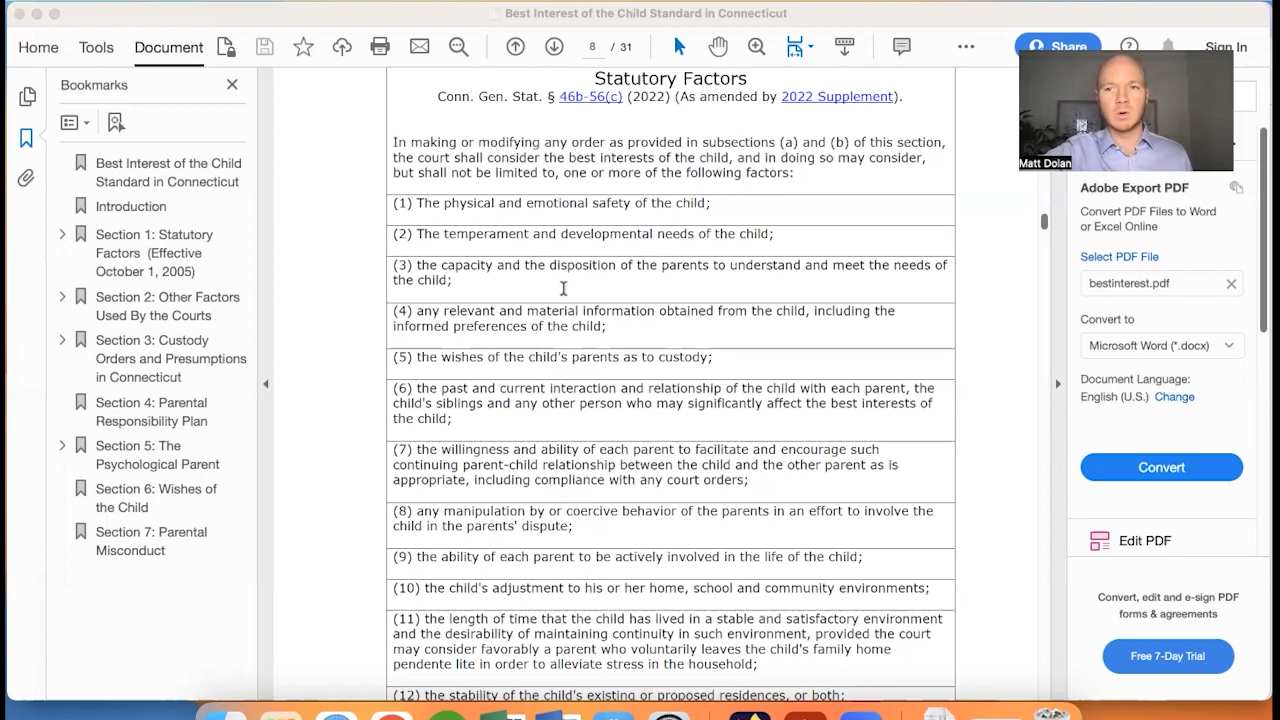 Best Interest of the Child Standard in Connecticut
Home Tools Document 8 / 31 Share Sign In
Bookmarks
Best Interest of the Child
Standard in Connecticut
Introduction
Section 1: Statutory
Factors (Effective
October 1, 2005)
Section 2: Other Factors
Used By the Courts
Section 3: Custody
Orders and Presumptions
in Connecticut
Section 4: Parental
Responsibility Plan
Section 5: The
Psychological Parent
Section 6: Wishes of
the Child
Section 7: Parental
Misconduct
Statutory Factors
Conn. Gen. Stat. § 46b-56(c) (2022) (As amended by 2022 Supplement).
In making or modifying any order as provided in subsections (a) and (b) of this section,
the court shall consider the best interests of the child, and in doing so may consider,
but shall not be limited to, one or more of the following factors:
(1) The physical and emotional safety of the child;
(2) The temperament and developmental needs of the child;
(3) the capacity and the disposition of the parents to understand and meet the needs of
the child;
(4) any relevant and material information obtained from the child, including the
informed preferences of the child;
(5) the wishes of the child's parents as to custody;
(6) the past and current interaction and relationship of the child with each parent, the
child's siblings and any other person who may significantly affect the best interests of
the child;
(7) the willingness and ability of each parent to facilitate and encourage such
continuing parent-child relationship between the child and the other parent as is
appropriate, including compliance with any court orders;
(8) any manipulation by or coercive behavior of the parents in an effort to involve the
child in the parents' dispute;
(9) the ability of each parent to be actively involved in the life of the child;
(10) the child's adjustment to his or her home, school and community environments;
(11) the length of time that the child has lived in a stable and satisfactory environment
and the desirability of maintaining continuity in such environment, provided the court
may consider favorably a parent who voluntarily leaves the child's family home
pendente lite in order to alleviate stress in the household;
(12) the stability of the child's existing or proposed residences, or both;
Matt Dolan
Adobe Export PDF
Convert PDF Files to Word
or Excel Online
Select PDF File
bestinterest.pdf
Convert to
Microsoft Word (*.docx)
Document Language:
English (U.S.) Change
Convert
Edit PDF
Convert, edit and e-sign PDF
forms & agreements
Free 7-Day Trial